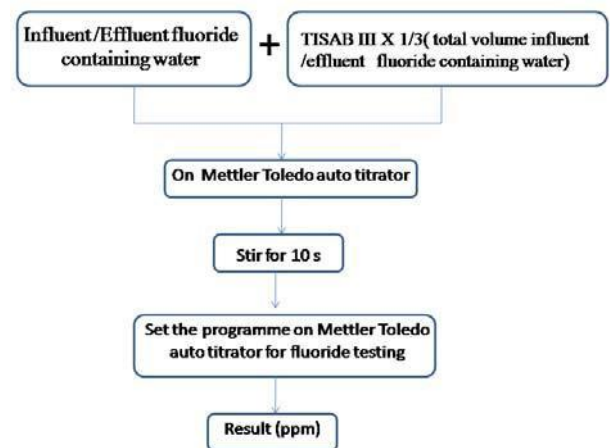 Influent /Effluent fluoride
containing water
+
TISAB III X 1/3( total volume influent
/effluent fluoride containing water)
On Mettler Toledo auto titrator
Stir for 10 s
Set the programme on Mettler Toledo
auto titrator for fluoride testing
Result (ppm)